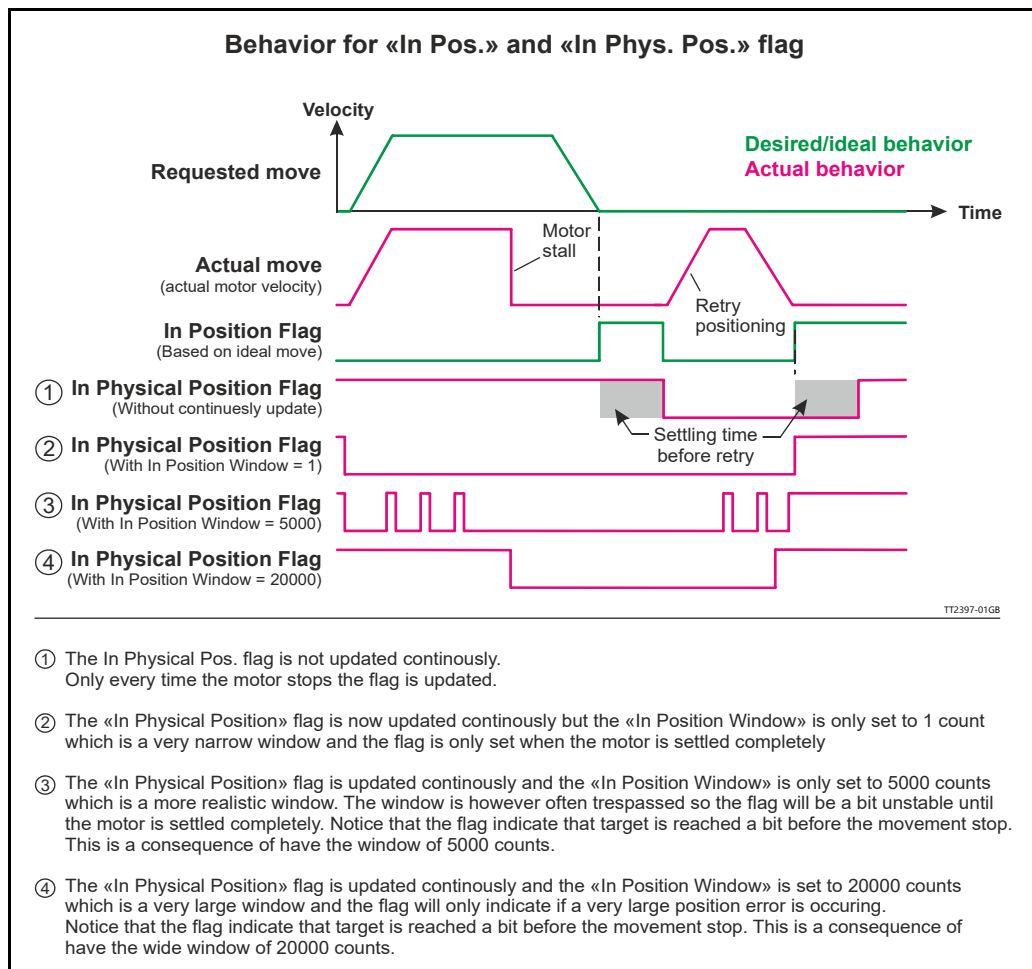 Behavior for «In Pos.» and «In Phys. Pos.» flag
Velocity
Requested move
Desired/ideal behavior
Actual behavior
Time
Motor
stall
Actual move
(actual motor velocity)
Retry
positioning
In Position Flag
(Based on ideal move)
① In Physical Position Flag
(Without continuesly update)
Settling time
before retry
② In Physical Position Flag
(With In Position Window = 1)
③ In Physical Position Flag
(With In Position Window = 5000)
④ In Physical Position Flag
(With In Position Window = 20000)
TT2397-01GB
① The In Physical Pos. flag is not updated continously.
Only every time the motor stops the flag is updated.
② The «In Physical Position» flag is now updated continously but the «In Position Window» is only set to 1 count
which is a very narrow window and the flag is only set when the motor is settled completely
③ The «In Physical Position» flag is updated continously and the «In Position Window» is only set to 5000 counts
which is a more realistic window. The window is however often trespassed so the flag will be a bit unstable until
the motor is settled completely. Notice that the flag indicate that target is reached a bit before the movement stop.
This is a consequence of have the window of 5000 counts.
④ The «In Physical Position» flag is updated continously and the «In Position Window» is set to 20000 counts
which is a very large window and the flag will only indicate if a very large position error is occuring.
Notice that the flag indicate that target is reached a bit before the movement stop. This is a consequence of
have the wide window of 20000 counts.